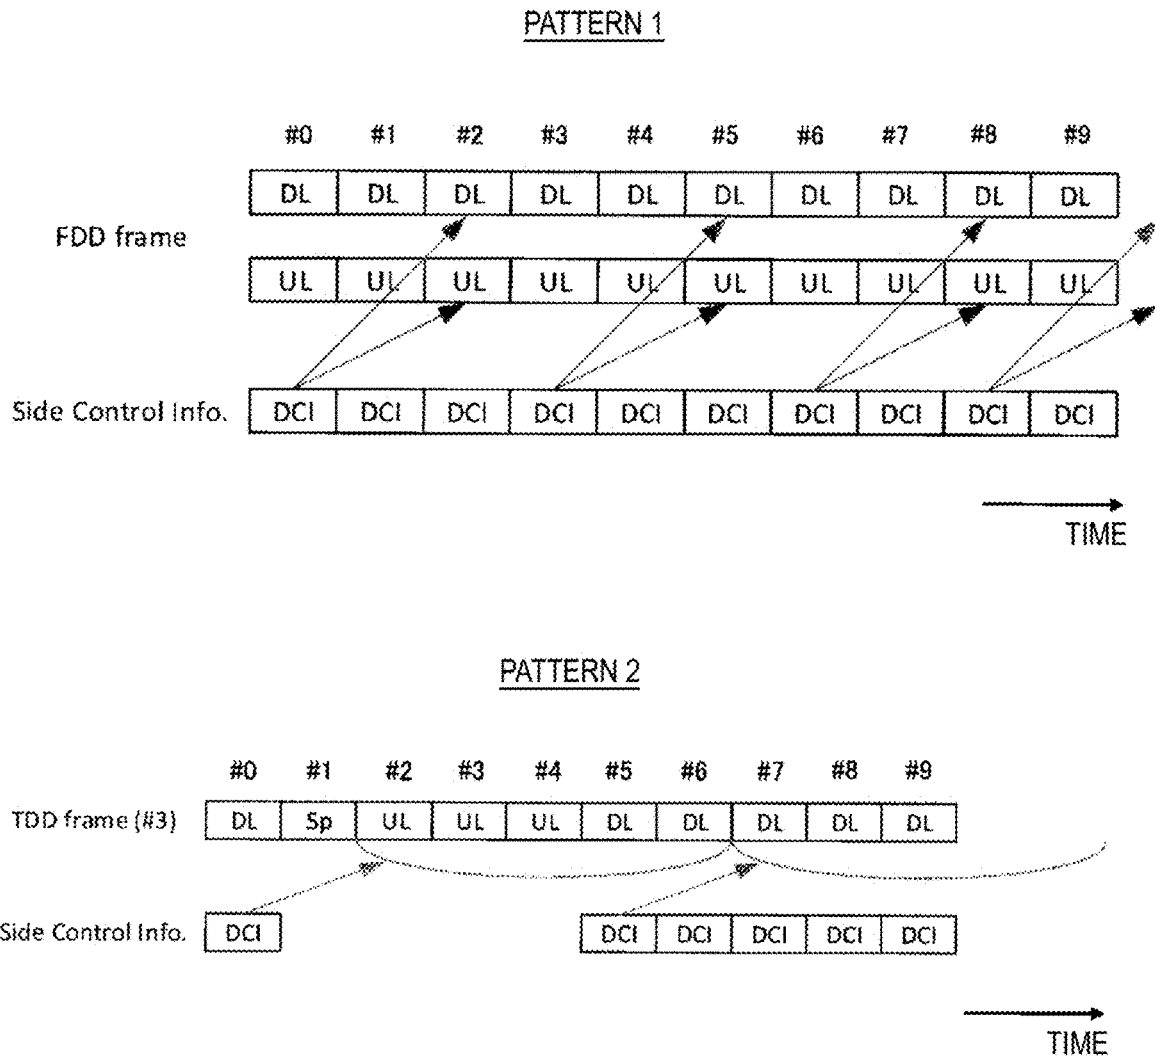 PATTERN 1
#0 #1 #2 #3 #4 #5 #6 #7 #8 #9
DL DL DL DL DL DL DL DL DL DL
FDD frame
UL UL UL UL UL UL UL UL UL UL
Side Control Info. DCI DCI DCI DCI DCI DCI DCI DCI DCI DCI
TIME
PATTERN 2
#0 #1 #2 #3 #4 #5 #6 #7 #8 #9
TDD frame (#3) DL Sp UL UL UL DL DL DL DL DL
Side Control Info. DCI DCI DCI DCI DCI DCI
TIME